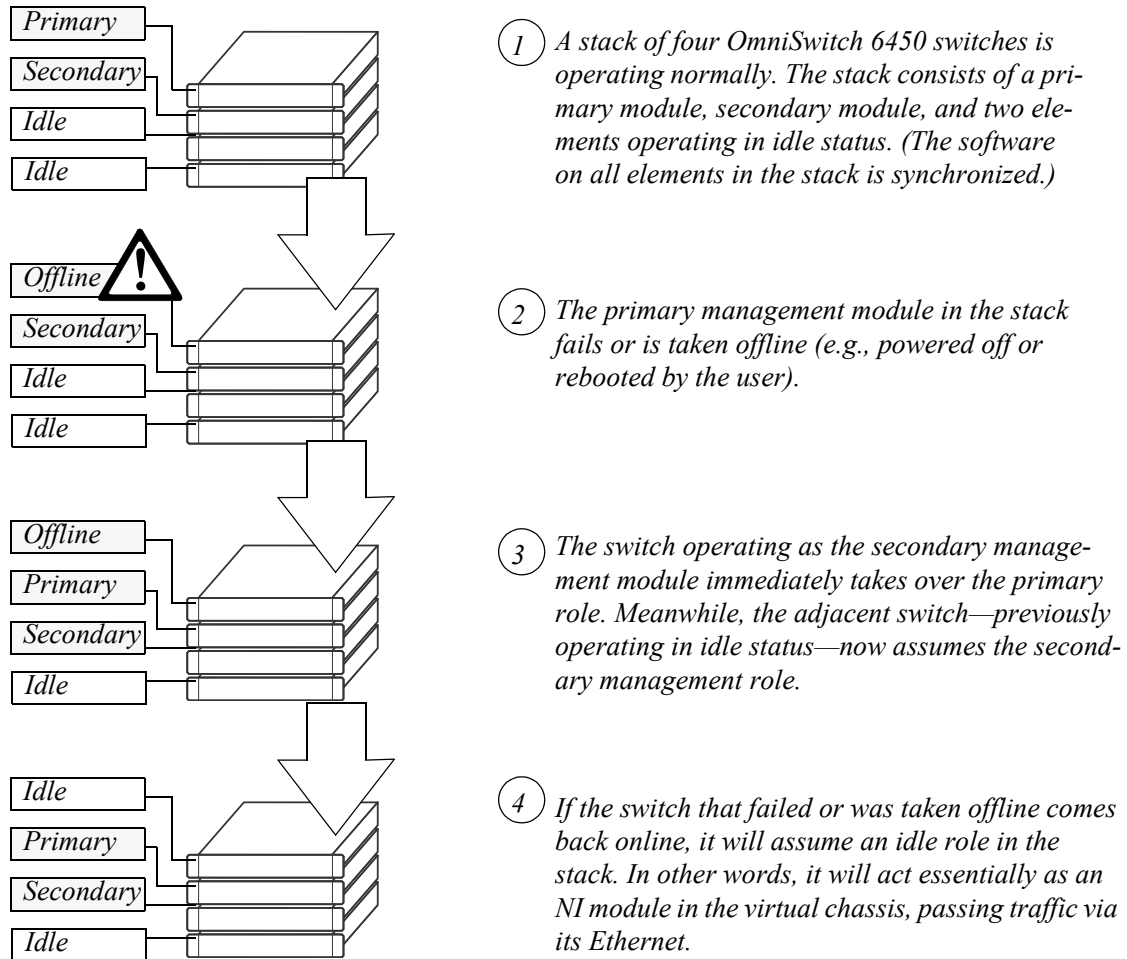 Primary
Secondary
Idle
Idle
1
A stack of four OmniSwitch 6450 switches is
operating normally. The stack consists of a pri-
mary module, secondary module, and two ele-
ments operating in idle status. (The software
on all elements in the stack is synchronized.)
Offline
!
Secondary
Idle
Idle
2
The primary management module in the stack
fails or is taken offline (e.g., powered off or
rebooted by the user).
Offline
Primary
Secondary
Idle
3
The switch operating as the secondary manage-
ment module immediately takes over the primary
role. Meanwhile, the adjacent switch—previously
operating in idle status—now assumes the second-
ary management role.
Idle
Primary
Secondary
Idle
4
If the switch that failed or was taken offline comes
back online, it will assume an idle role in the
stack. In other words, it will act essentially as an
NI module in the virtual chassis, passing traffic via
its Ethernet.